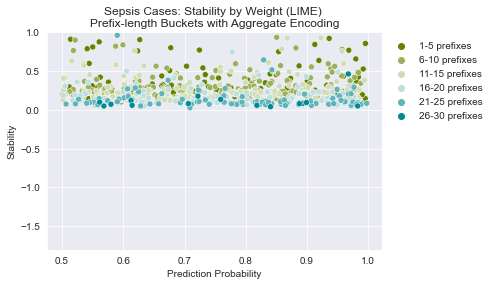 Sepsis Cases: Stability by Weight (LIME)
Prefix-length Buckets with Aggregate Encoding
1.0
0.5
0.0
−0.5
−1.0
−1.5
Stability
0.5 0.6 0.7 0.8 0.9 1.0
Prediction Probability
1-5 prefixes
6-10 prefixes
11-15 prefixes
16-20 prefixes
21-25 prefixes
26-30 prefixes